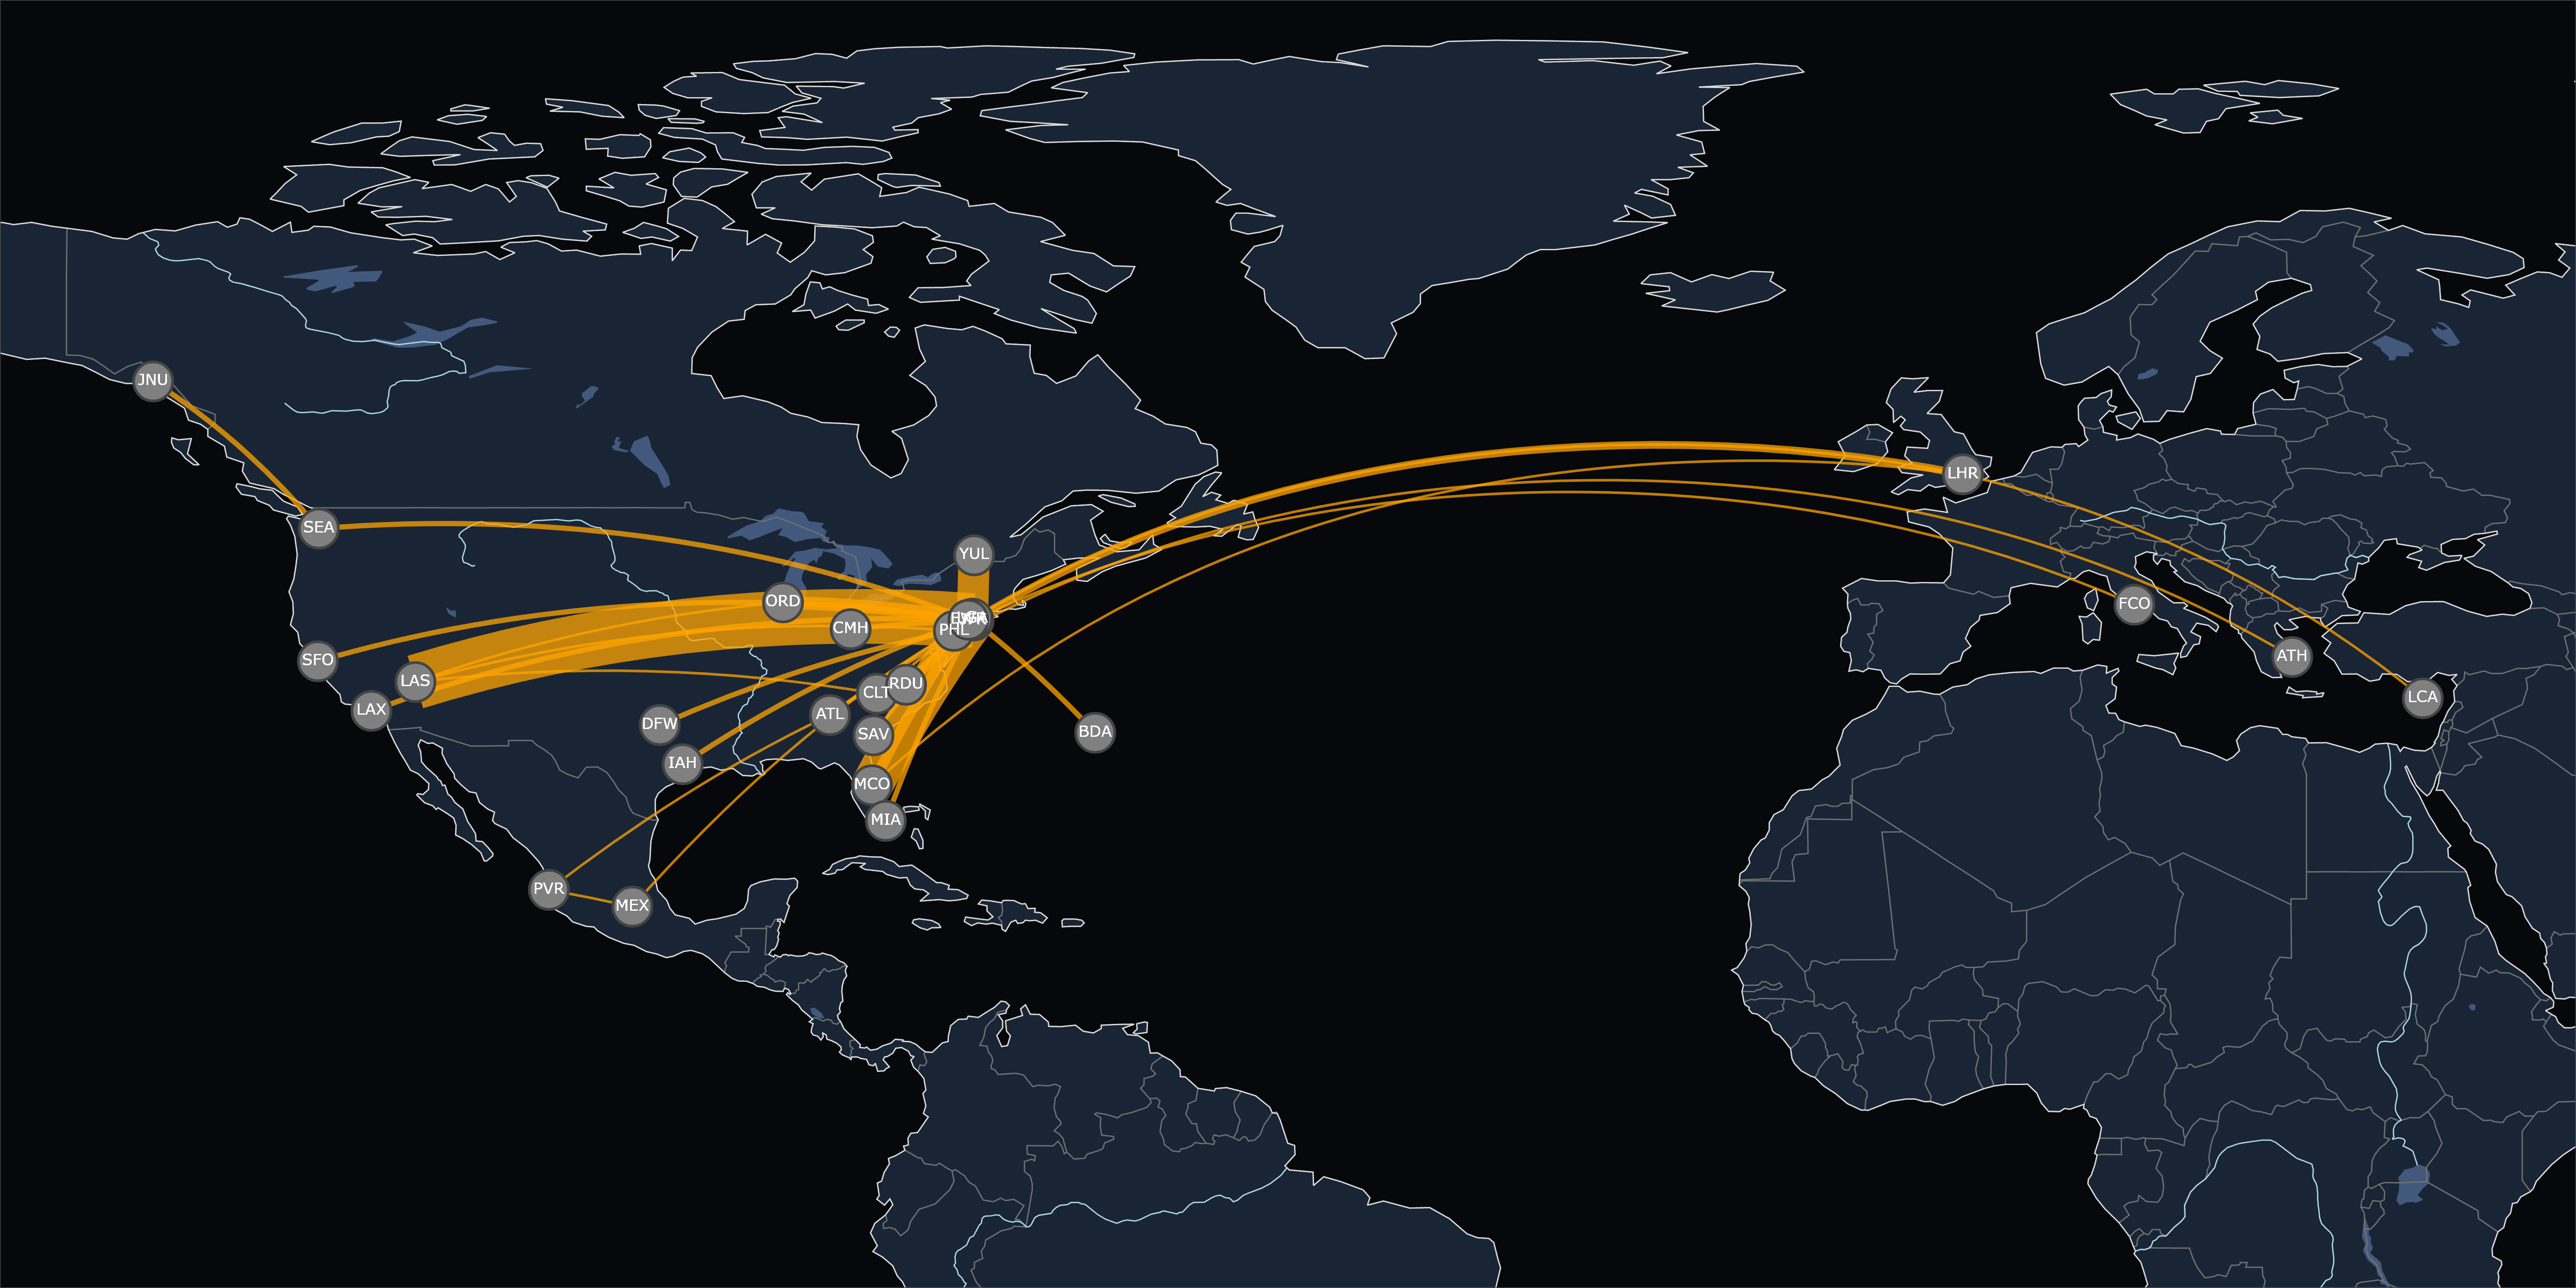 JNU
LHR
SEA
YUL
ORD
FCO
CMH
PHL
ATH
SFO
LAS
RDU
CLT
LCA
LAX
ATL
DFW
BDA
SAV
IAH
MCO
MIA
PVR
MEX